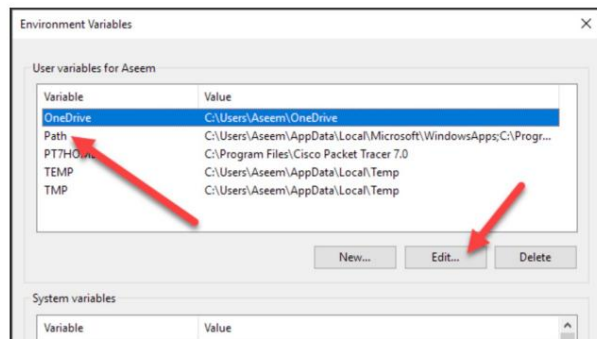 Environment Variables
User variables for Aseem
Variable Value
OneDrive C:\Users\Aseem\OneDrive
Path C:\Users\Aseem\AppData\Local\Microsoft\WindowsApps;C:\Progr...
PT7HO C:\Program Files\Cisco Packet Tracer 7.0
TEMP C:\Users\Aseem\AppData\Local\Temp
TMP C:\Users\Aseem\AppData\Local\Temp
New... Edit... Delete
System variables
Variable Value